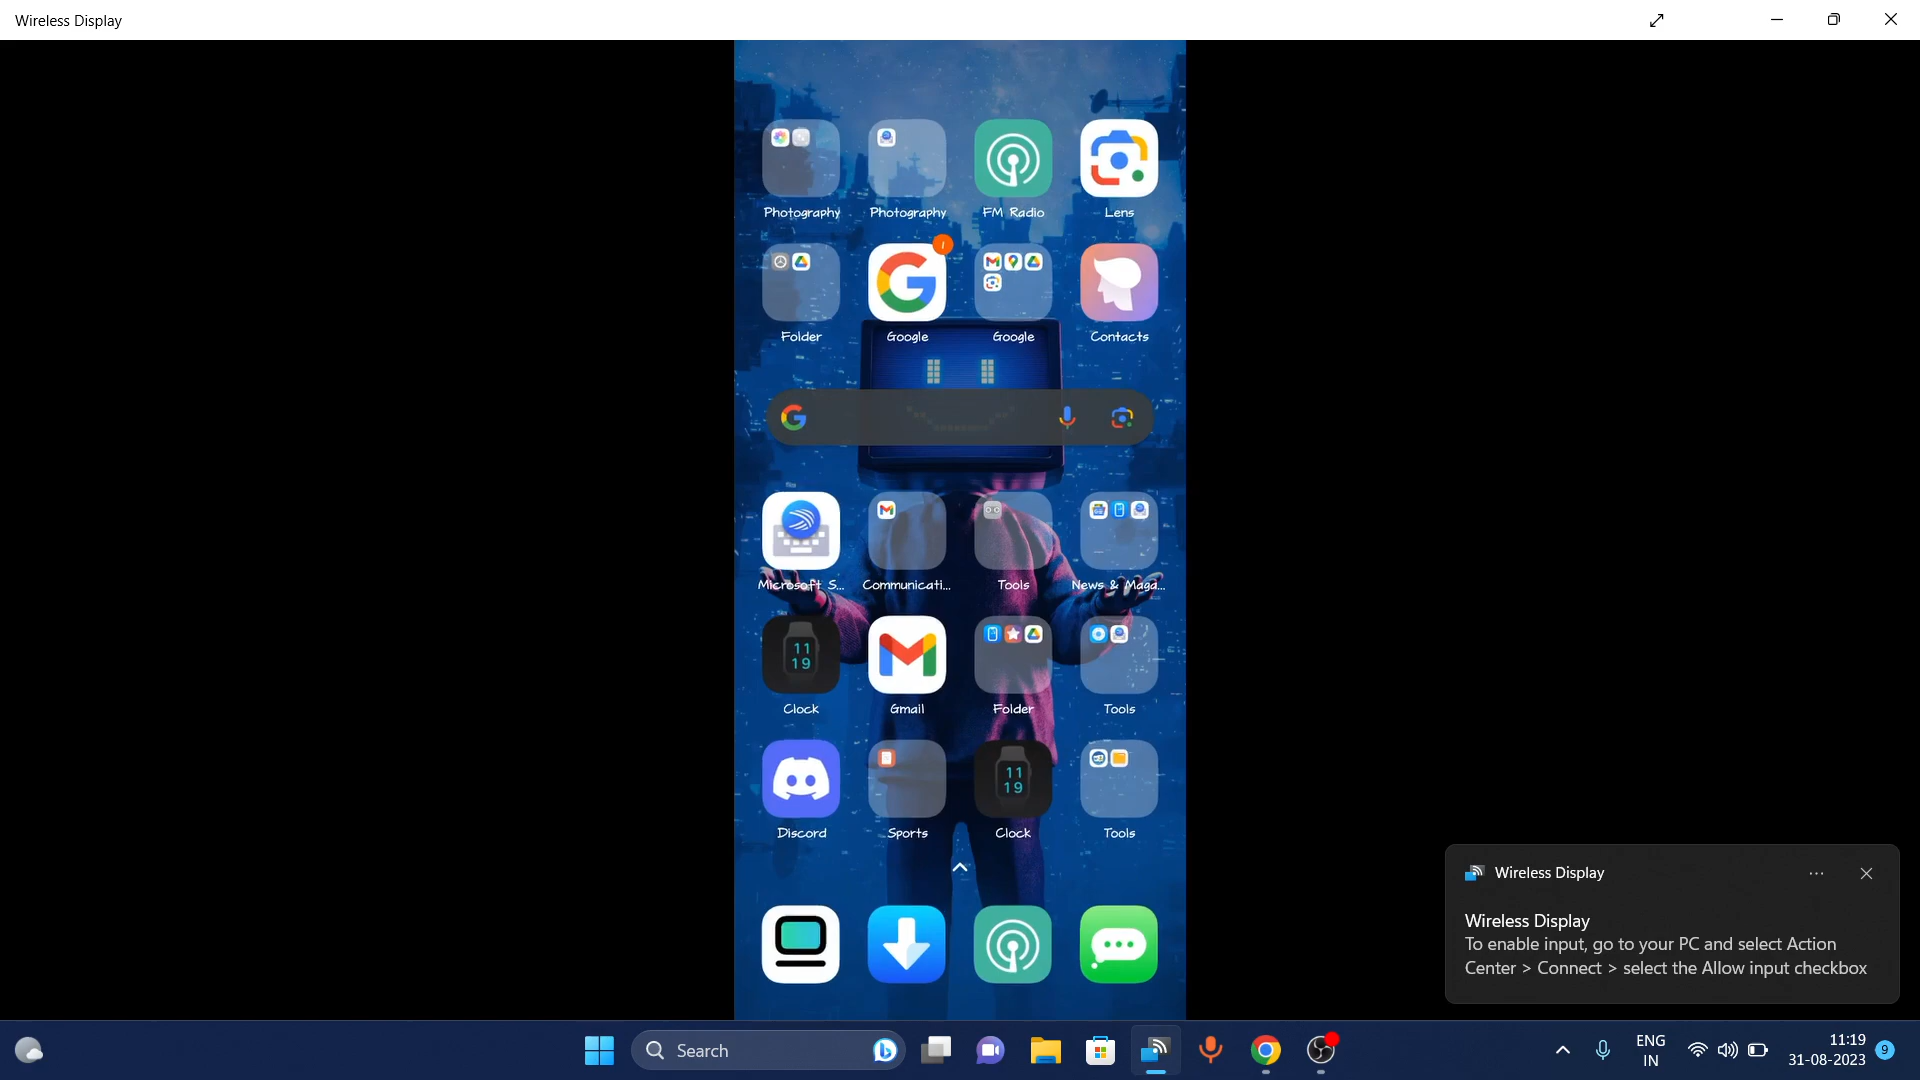 Wireless Display
Photography Photography FM Radio Lens
Folder Google Google Contacts
Microsoft S... Communicati... Tools News & Maga...
11
19
Clock Gmail Folder Tools
11
19
Discord Sports Clock Tools
Wireless Display
Wireless Display
To enable input, go to your PC and select Action
Center > Connect > select the Allow input checkbox
Search
ENG
IN
11:19
31-08-2023
9